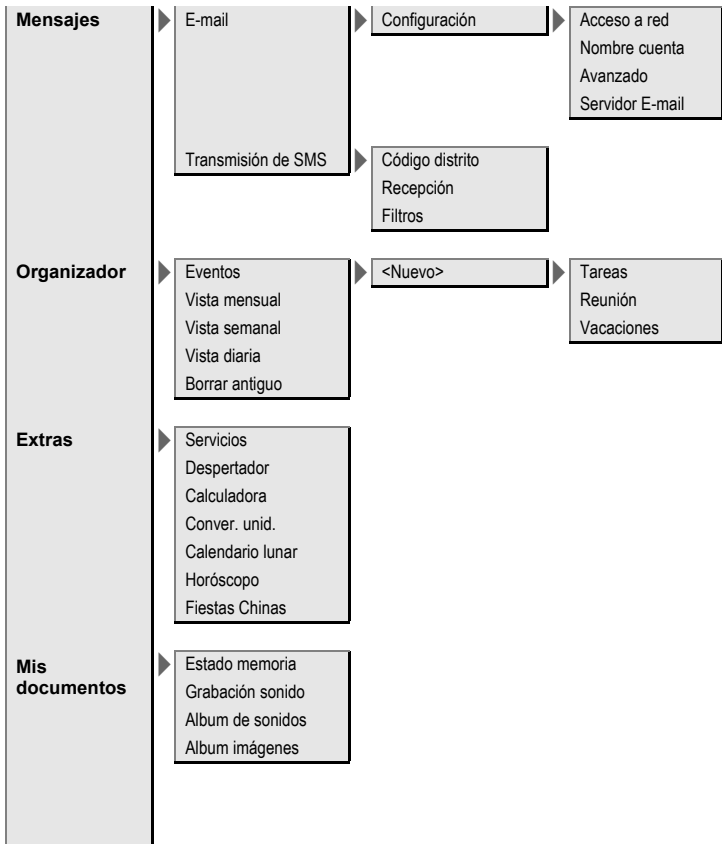 Mensajes
E-mail
Configuración
Acceso a red
Nombre cuenta
Avanzado
Servidor E-mail
Transmisión de SMS
Código distrito
Recepción
Filtros
Organizador
Eventos
<Nuevo>
Tareas
Vista mensual
Reunión
Vista semanal
Vacaciones
Vista diaria
Borrar antiguo
Extras
Servicios
Despertador
Calculadora
Conver. unid.
Calendario lunar
Horóscopo
Fiestas Chinas
Mis
documentos
Estado memoria
Grabación sonido
Album de sonidos
Album imágenes